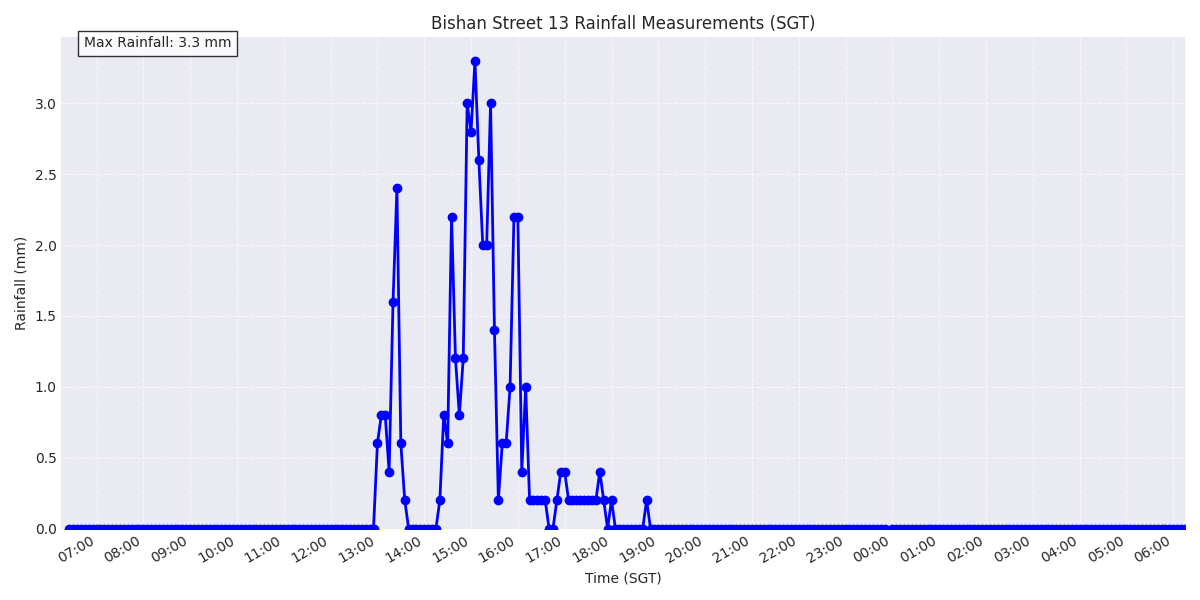 Bishan Street 13 Rainfall Measurements (SGT)
Max Rainfall: 3.3 mm
Rainfall (mm)
3.0
2.5
2.0
1.5
1.0
0.5
0.0
07:00 08:00 09:00 10:00 11:00 12:00 13:00 14:00 15:00 16:00 17:00 18:00 19:00 20:00 21:00 22:00 23:00 00:00 01:00 02:00 03:00 04:00 05:00 06:00
Time (SGT)